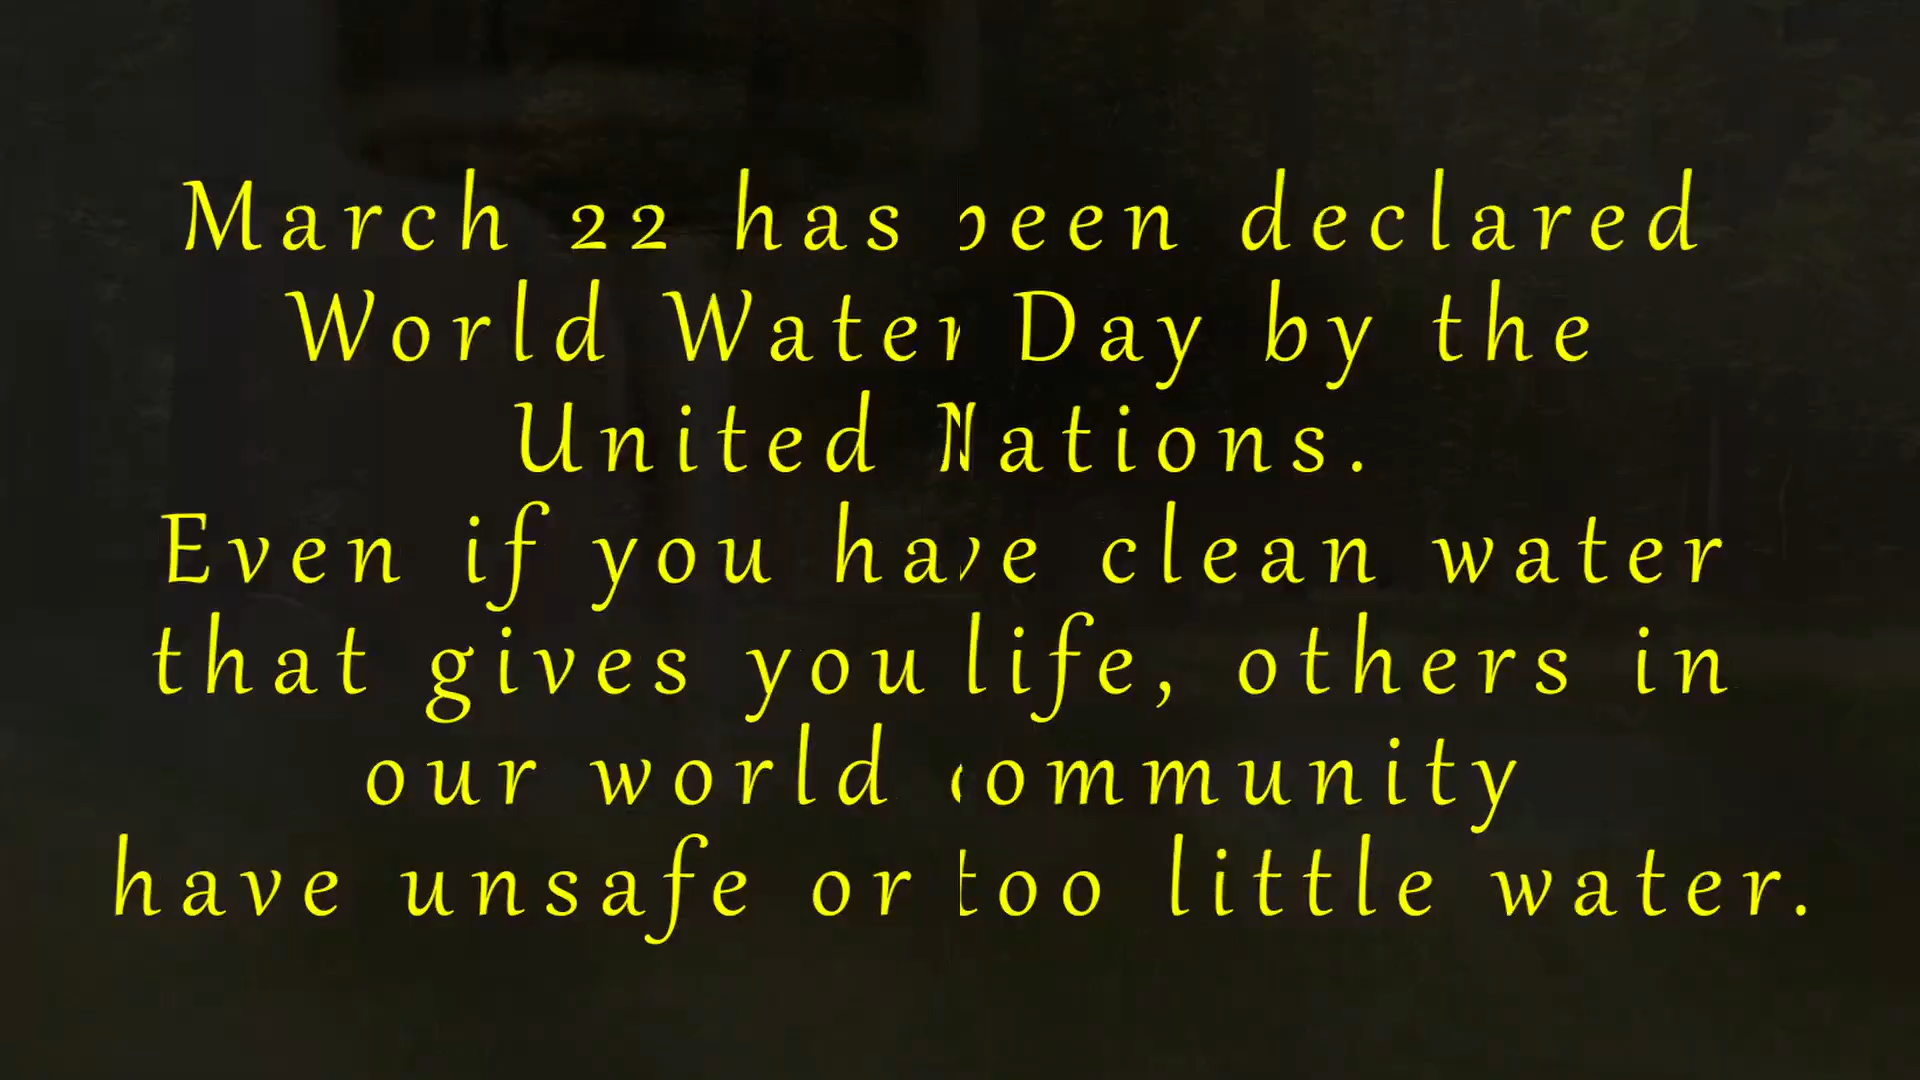 March 22 has been declared
World Water Day by the
United Nations.
Even if you have clean water
that gives you life, others in
our world community
have unsafe or too little water.